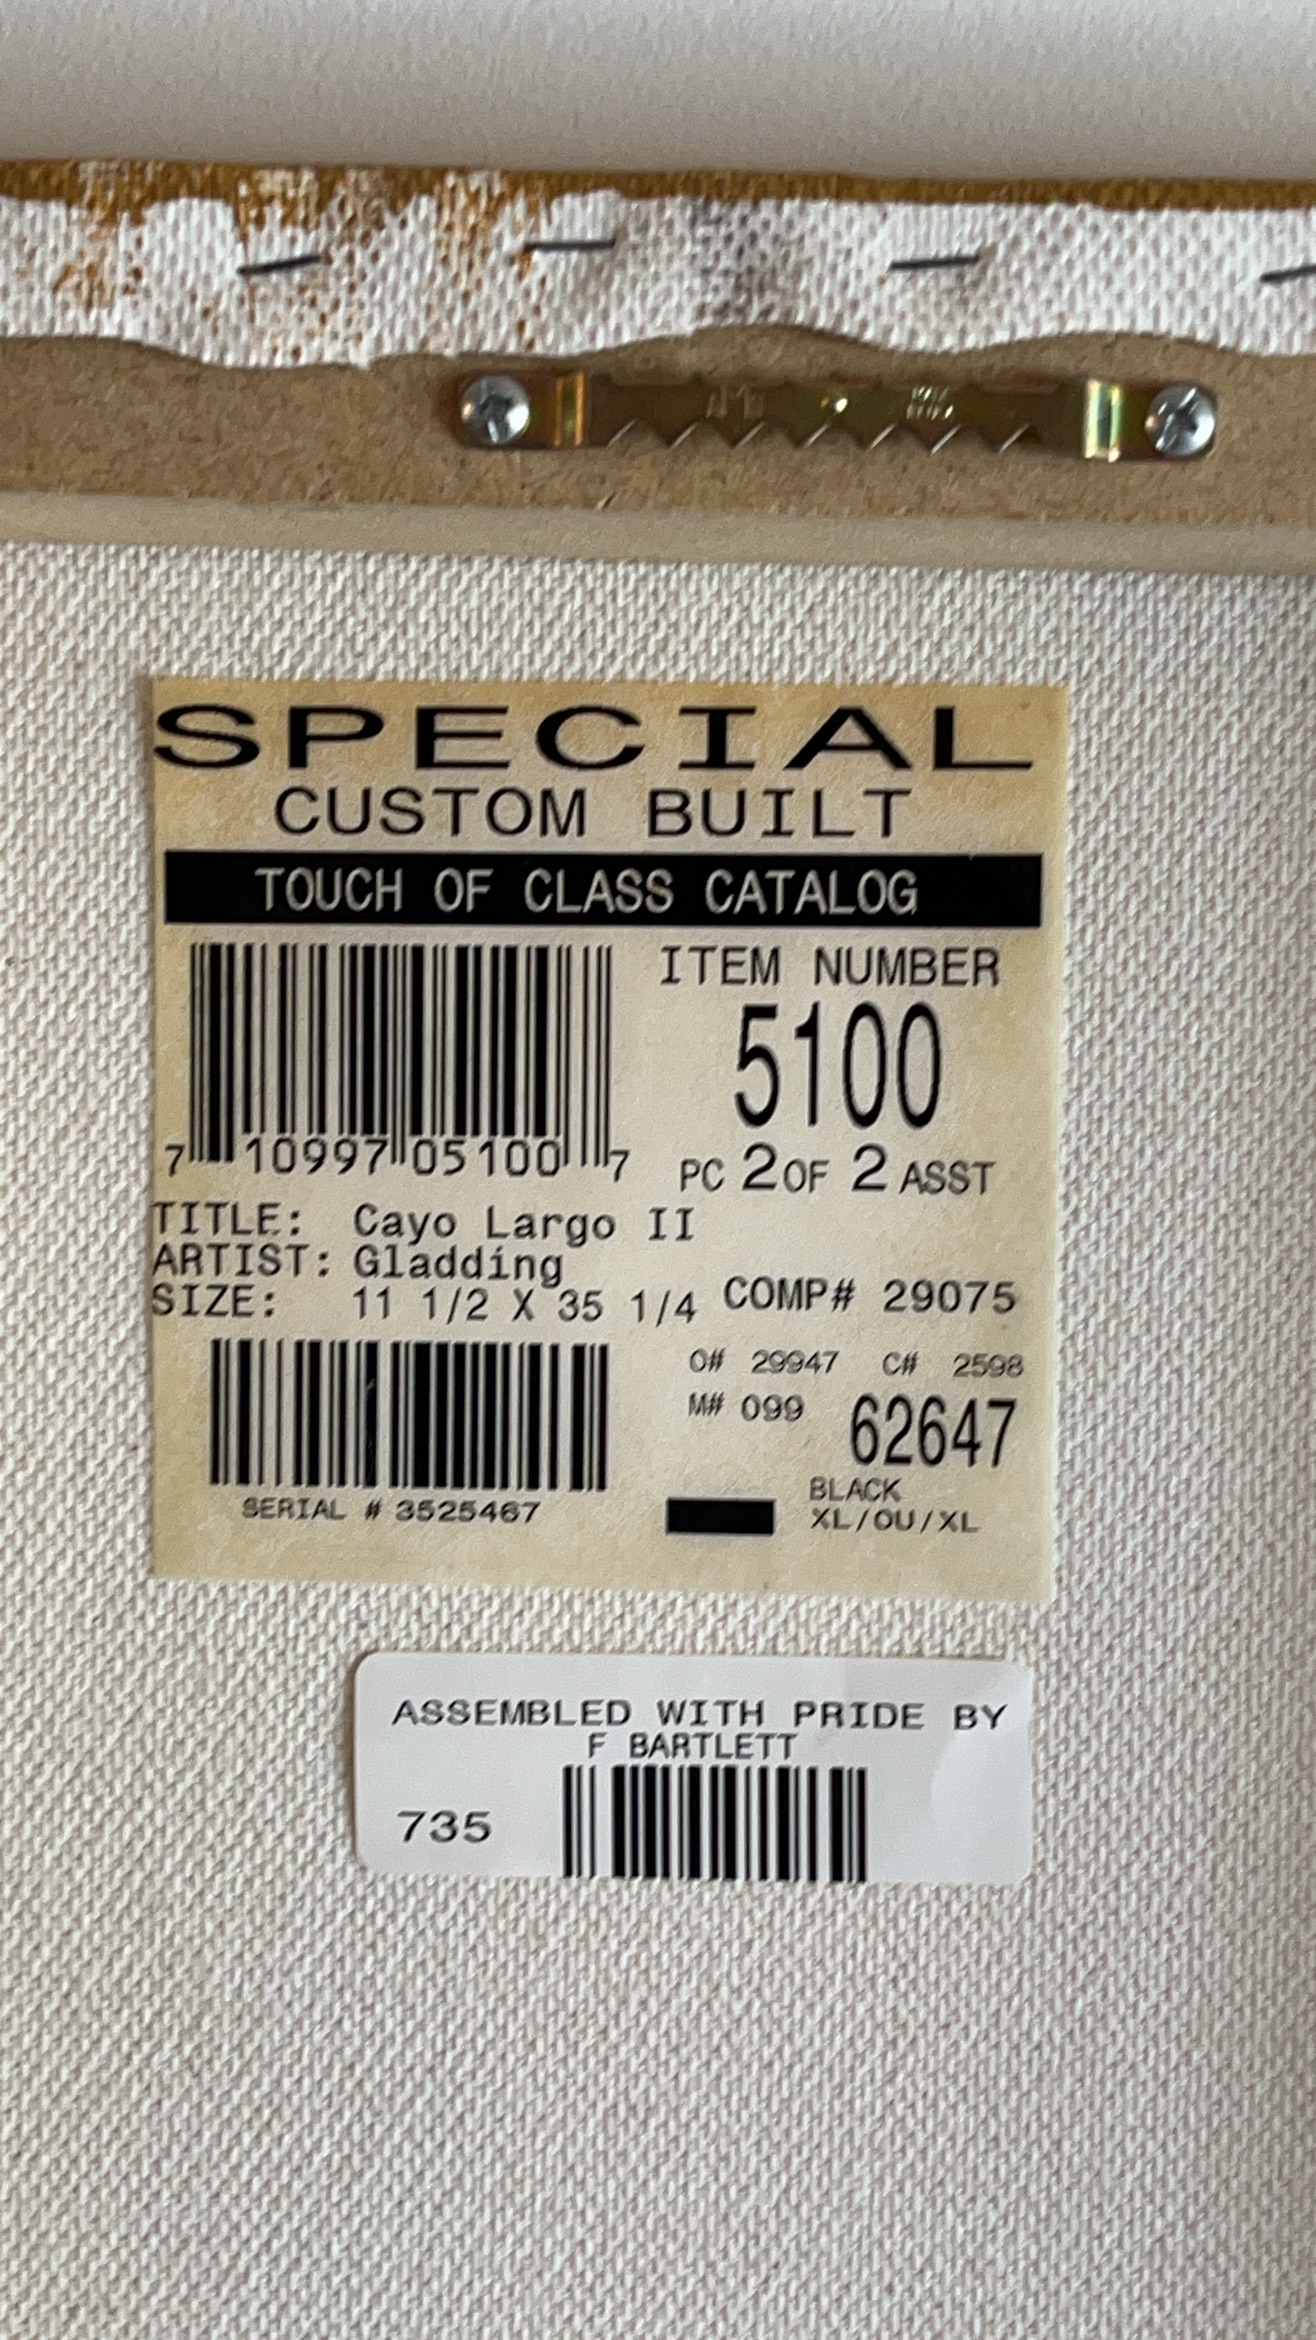 SPECIAL
CUSTOM BUILT
TOUCH OF CLASS CATALOG
ITEM NUMBER
5100
7 10997 05100 7
PC 2 OF 2 ASST
TITLE: Cayo Largo II
ARTIST: Gladding
SIZE: 11 1/2 X 35 1/4
COMP# 29075
O# 29947 C# 2598
M# 099 62647
SERIAL # 3525467
BLACK
XL/OU/XL
ASSEMBLED WITH PRIDE BY
F BARTLETT
735